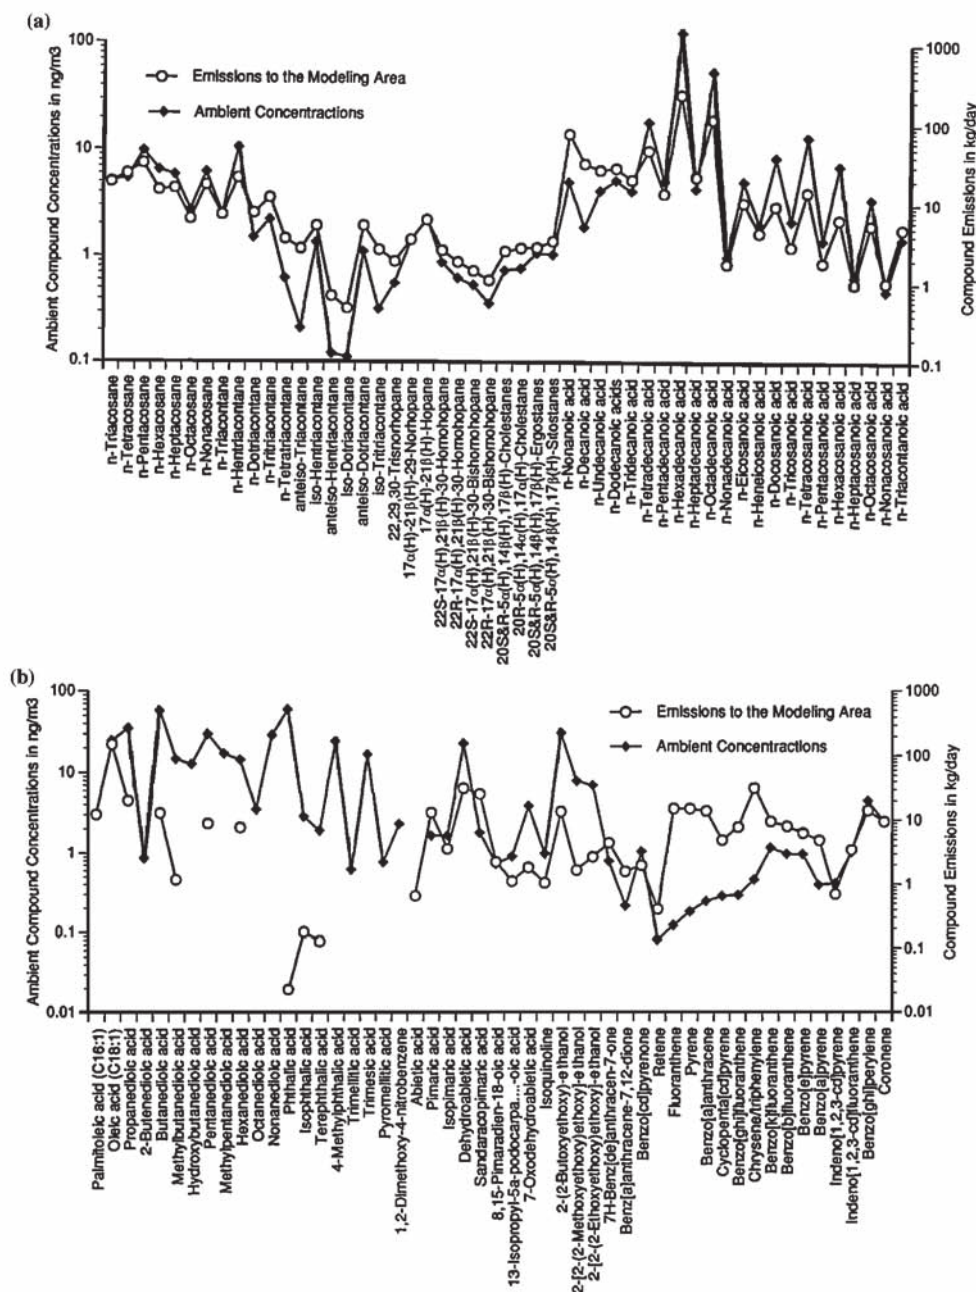 (a)
Ambient Compound Concentrations in ng/m3
100
10
1
0.1
Emissions to the Modeling Area
Ambient Concentractions
1000
100
10
1
0.1
Compound Emissions in kg/day
n-Triacosane
n-Tetracosane
n-Pentacosane
n-Hexacosane
n-Heptacosane
n-Octacosane
n-Nonacosane
n-Triacontane
n-Hentriacontane
n-Dotriacontane
n-Tritriacontane
n-Tetratriacontane
anteiso-Triacontane
iso-Hentriacontane
anteiso-Hentriacontane
iso-Dotriacontane
anteiso-Dotriacontane
iso-Tritriacontane
22,29,30-Trisnorhopane
17α(H)-21β(H)-29-Norhopane
17α(H)-21β(H)-Hopane
22S-17α(H),21β(H)-30-Homohopane
22R-17α(H),21β(H)-30-Homohopane
22S-17α(H),21β(H)-30-Bishomohopane
22R-17α(H),21β(H)-30-Bishomohopane
20S&R-5α(H),14β(H),17β(H)-Cholestanes
20R-5α(H),14α(H),17α(H)-Cholestane
20S&R-5α(H),14β(H),17β(H)-Ergostanes
20S&R-5α(H),14β(H),17β(H)-Sitostanes
n-Nonanoic acid
n-Decanoic acid
n-Undecanoic acid
n-Dodecanoic acids
n-Tridecanoic acid
n-Tetradecanoic acid
n-Pentadecanoic acid
n-Hexadecanoic acid
n-Heptadecanoic acid
n-Octadecanoic acid
n-Nonadecanoic acid
n-Eicosanoic acid
n-Heneicosanoic acid
n-Docosanoic acid
n-Tricosanoic acid
n-Tetracosanoic acid
n-Pentacosanoic acid
n-Hexacosanoic acid
n-Heptacosanoic acid
n-Octacosanoic acid
n-Nonacosanoic acid
n-Triacontanoic acid
(b)
Ambient Compound Concentrations in ng/m3
100
10
1
0.1
0.01
Emissions to the Modeling Area
Ambient Concentractions
1000
100
10
1
0.1
0.01
Compound Emissions in kg/day
Palmitoleic acid (C16:1)
Oleic acid (C18:1)
Propanedioic acid
2-Butenedioic acid
Butanedioic acid
Methylbutanedioic acid
Hydroxybutanedioic acid
Pentanedioic acid
Methylpentanedioic acid
Hexanedioic acid
Octanedioic acid
Nonanedioic acid
Phthalic acid
Isophthalic acid
Terephthalic acid
4-Methylphthalic acid
Trimellitic acid
Trimesic acid
Pyromellitic acid
1,2-Dimethoxy-4-nitrobenzene
Abietic acid
Pimaric acid
Isopimaric acid
Dehydroabietic acid
Sandaracopimaric acid
8,15-Pimaradien-18-oic acid
13-Isopropyl-5a-podocarpa....-oic acid
7-Oxodehydroabietic acid
Isoquinoline
2-(2-Butoxyethoxy)-ethanol
2-[2-(2-Methoxyethoxy)ethoxy]-ethanol
2-[2-(2-Ethoxyethoxy)ethoxy]-ethanol
7H-Benz[de]anthracen-7-one
Benz[a]anthracene-7,12-dione
Benzo[cd]pyrenone
Retene
Fluoranthene
Pyrene
Benzo[a]anthracene
Cyclopenta[cd]pyrene
Benzo[ghi]fluoranthene
Chrysene/triphenylene
Benzo[k]fluoranthene
Benzo[b]fluoranthene
Benzo[e]pyrene
Benzo[a]pyrene
Indeno[1,2,3-cd]pyrene
Indeno[1,2,3-cd]fluoranthene
Benzo[ghi]perylene
Coronene